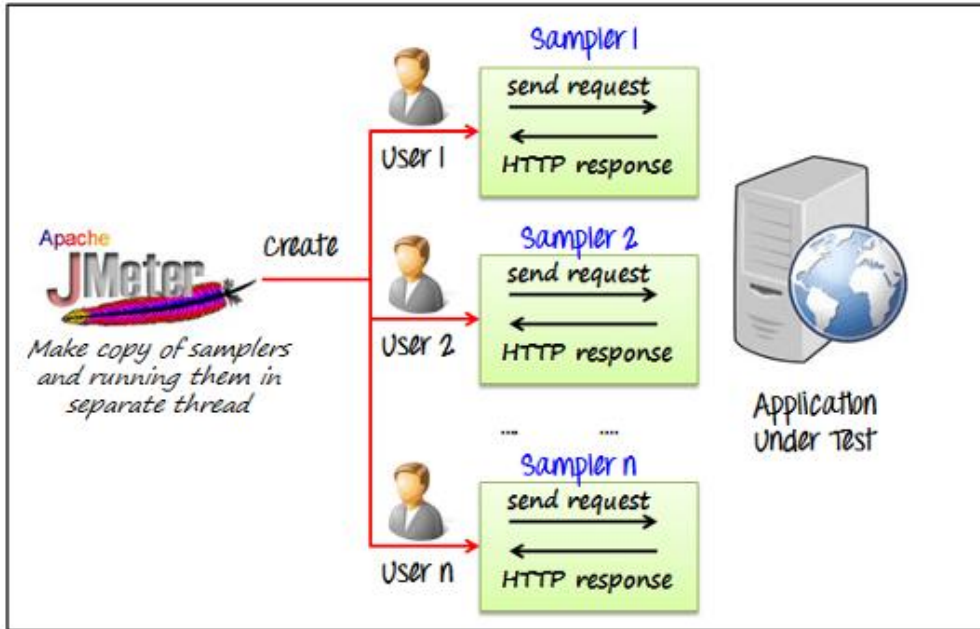 Apache
JMeter
Make copy of samplers
and running them in
separate thread
Create
User 1
Sampler 1
send request
HTTP response
User 2
Sampler 2
send request
HTTP response
.... ....
User n
Sampler n
send request
HTTP response
Application
Under Test